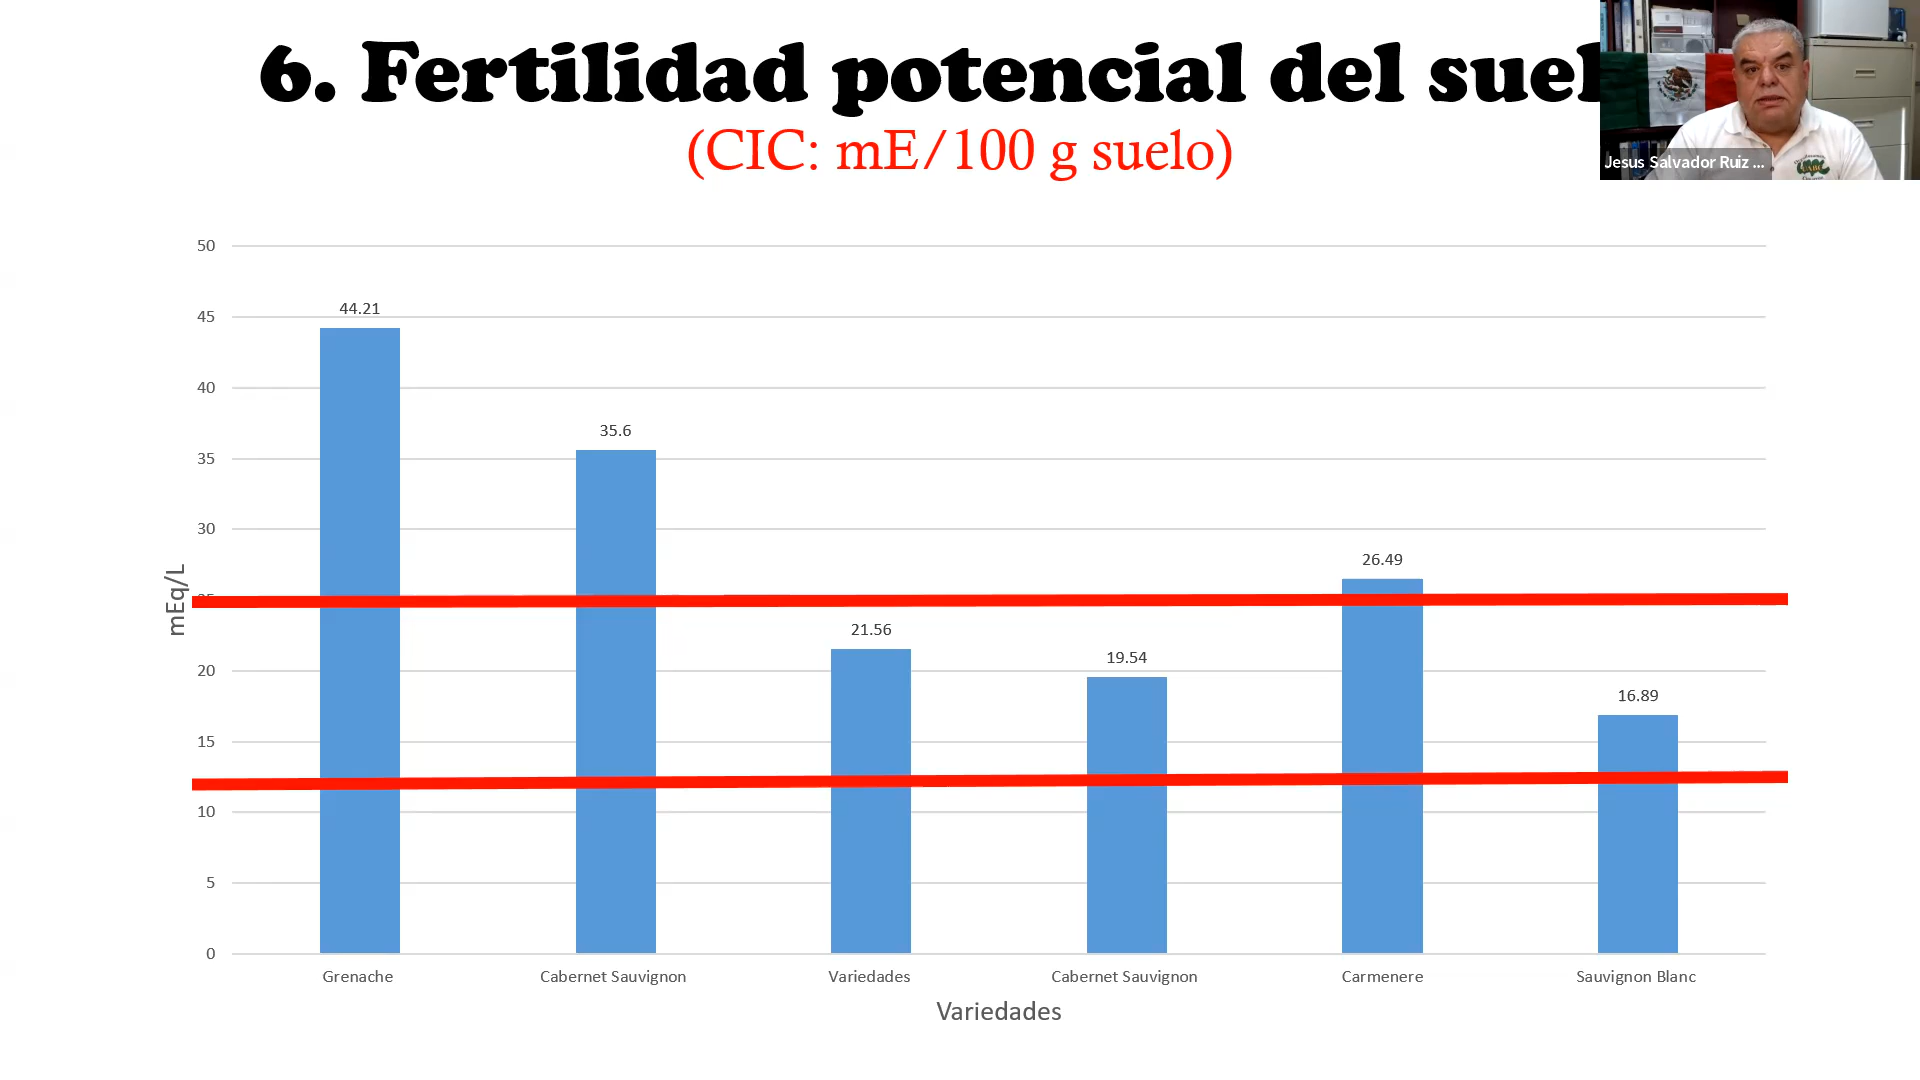 6. Fertilidad potencial del suel
(CIC: mE/100 g suelo)
Jesus Salvador Ruiz ...
UABC
50
45
40
35
30
20
15
10
5
0
mEq/L
44.21
35.6
21.56
19.54
26.49
16.89
Grenache
Cabernet Sauvignon
Variedades
Cabernet Sauvignon
Carmenere
Sauvignon Blanc
Variedades